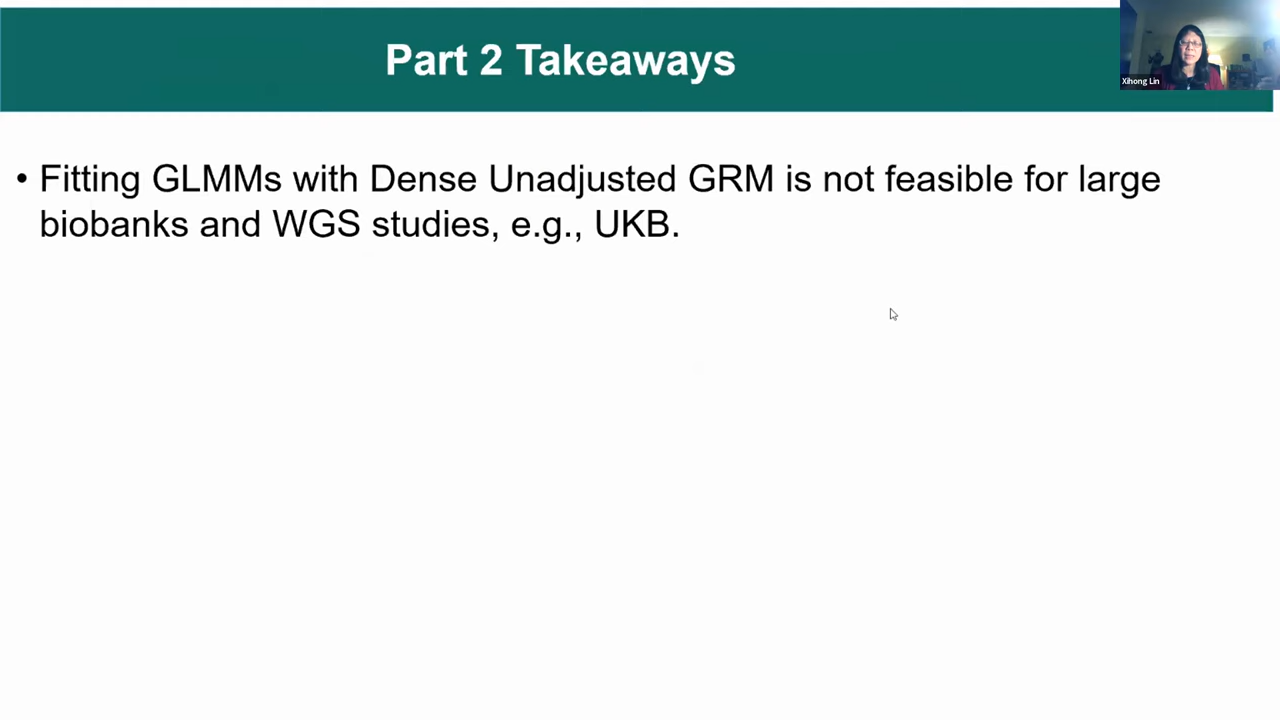 Part 2 Takeaways
Xihong Lin
• Fitting GLMMs with Dense Unadjusted GRM is not feasible for large
biobanks and WGS studies, e.g., UKB.